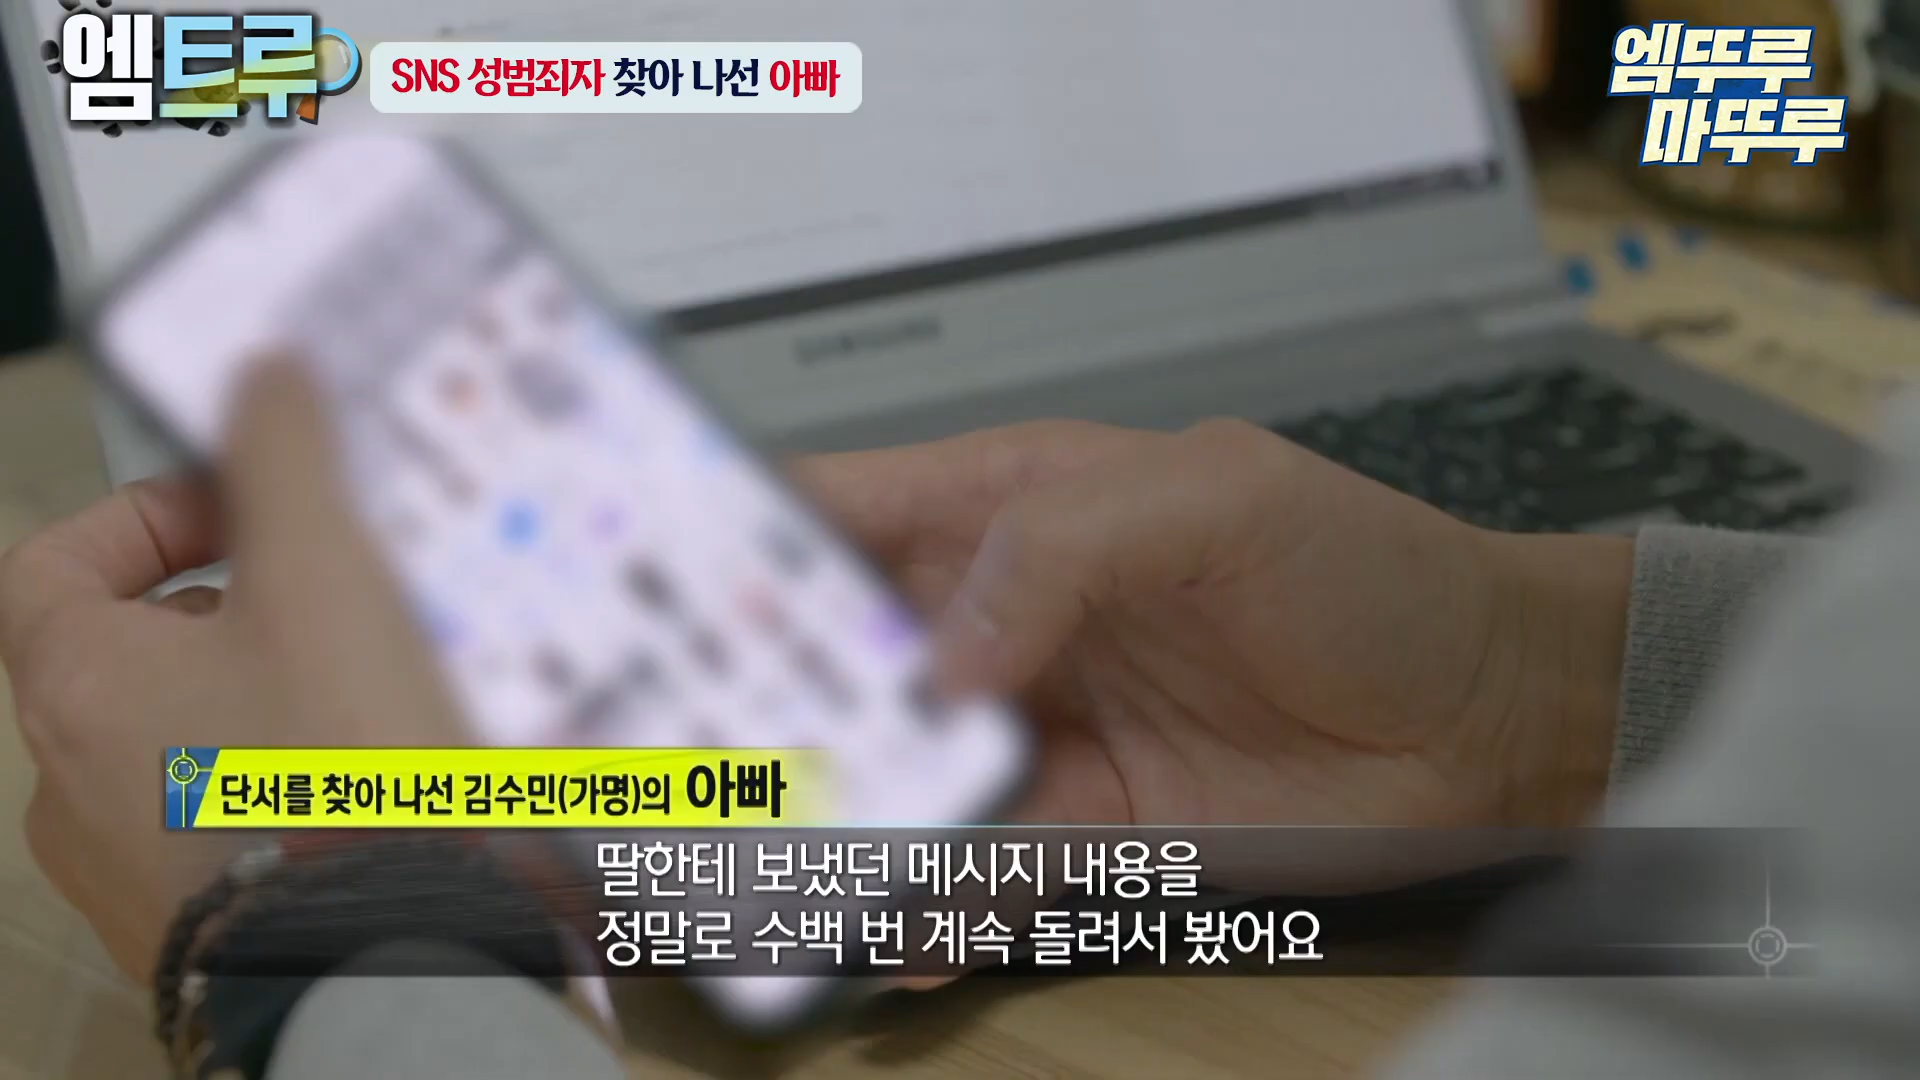 엠트루
SNS 성범죄자 찾아 나선 아빠
엠뚜루
마뚜루
단서를 찾아 나선 김수민(가명)의 아빠
딸한테 보냈던 메시지 내용을
정말로 수백 번 계속 돌려서 봤어요